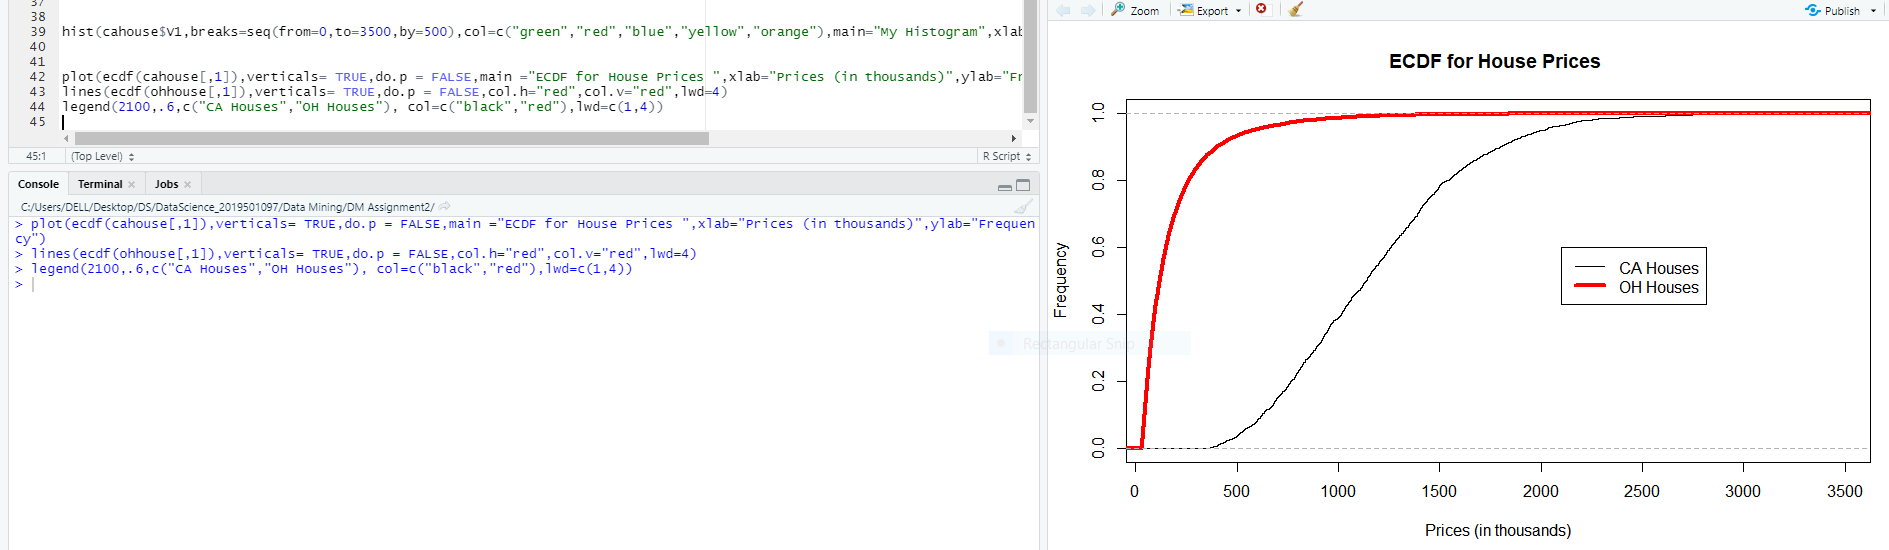 37
38
39 hist(cahouse$V1,breaks=seq(from=0,to=3500,by=500),col=c("green","red","blue","yellow","orange"),main="My Histogram",xlab
40
41
42 plot(ecdf(cahouse[,1]),verticals= TRUE,do.p = FALSE,main ="ECDF for House Prices ",xlab="Prices (in thousands)",ylab="Fr
43 lines(ecdf(ohhouse[,1]),verticals= TRUE,do.p = FALSE,col.h="red",col.v="red",lwd=4)
44 legend(2100,.6,c("CA Houses","OH Houses"), col=c("black","red"),lwd=c(1,4))
45
45:1 (Top Level) R Script
Console Terminal Jobs
C:/Users/DELL/Desktop/DS/DataScience_2019501097/Data Mining/DM Assignment2/
> plot(ecdf(cahouse[,1]),verticals= TRUE,do.p = FALSE,main ="ECDF for House Prices ",xlab="Prices (in thousands)",ylab="Frequen
cy")
> lines(ecdf(ohhouse[,1]),verticals= TRUE,do.p = FALSE,col.h="red",col.v="red",lwd=4)
> legend(2100,.6,c("CA Houses","OH Houses"), col=c("black","red"),lwd=c(1,4))
>
Rectangular Snip
Zoom Export Publish
ECDF for House Prices
Frequency
1.0
0.8
0.6
0.4
0.2
0.0
CA Houses
OH Houses
0 500 1000 1500 2000 2500 3000 3500
Prices (in thousands)